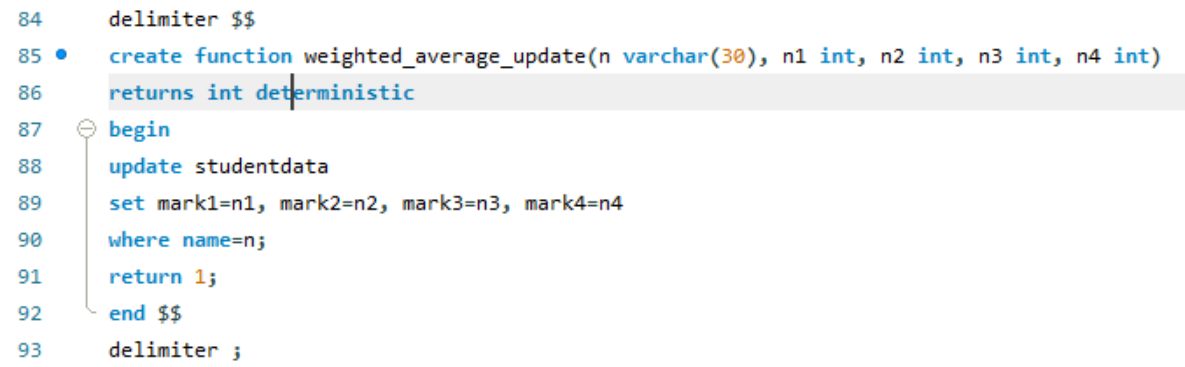 84 delimiter $$
85 create function weighted_average_update(n varchar(30), n1 int, n2 int, n3 int, n4 int)
86 returns int deterministic
87 begin
88 update studentdata
89 set mark1=n1, mark2=n2, mark3=n3, mark4=n4
90 where name=n;
91 return 1;
92 end $$
93 delimiter ;